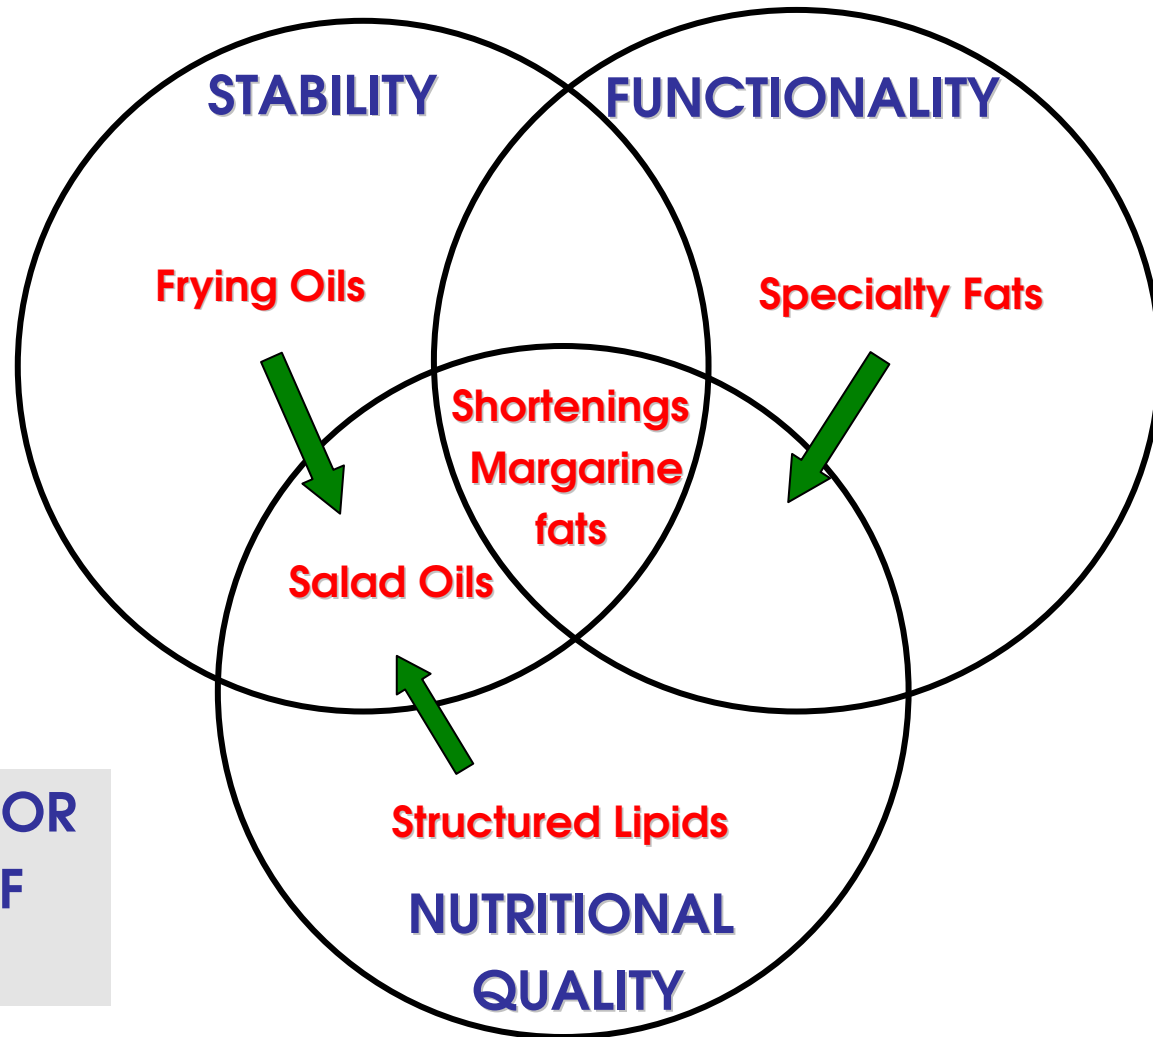 STABILITY
FUNCTIONALITY
Frying Oils
Specialty Fats
Shortenings
Margarine
fats
Salad Oils
OR
F
Structured Lipids
NUTRITIONAL
QUALITY